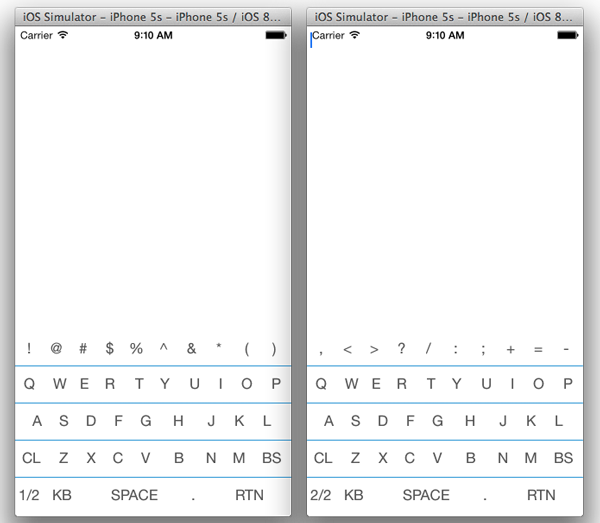 iOS Simulator – iPhone 5s – iPhone 5s / iOS 8...
Carrier 9:10 AM
! @ # $ % ^ & * ( )
Q W E R T Y U I O P
A S D F G H J K L
CL Z X C V B N M BS
1/2 KB SPACE . RTN
iOS Simulator – iPhone 5s – iPhone 5s / iOS 8...
Carrier 9:10 AM
, < > ? / : ; + = -
Q W E R T Y U I O P
A S D F G H J K L
CL Z X C V B N M BS
2/2 KB SPACE . RTN